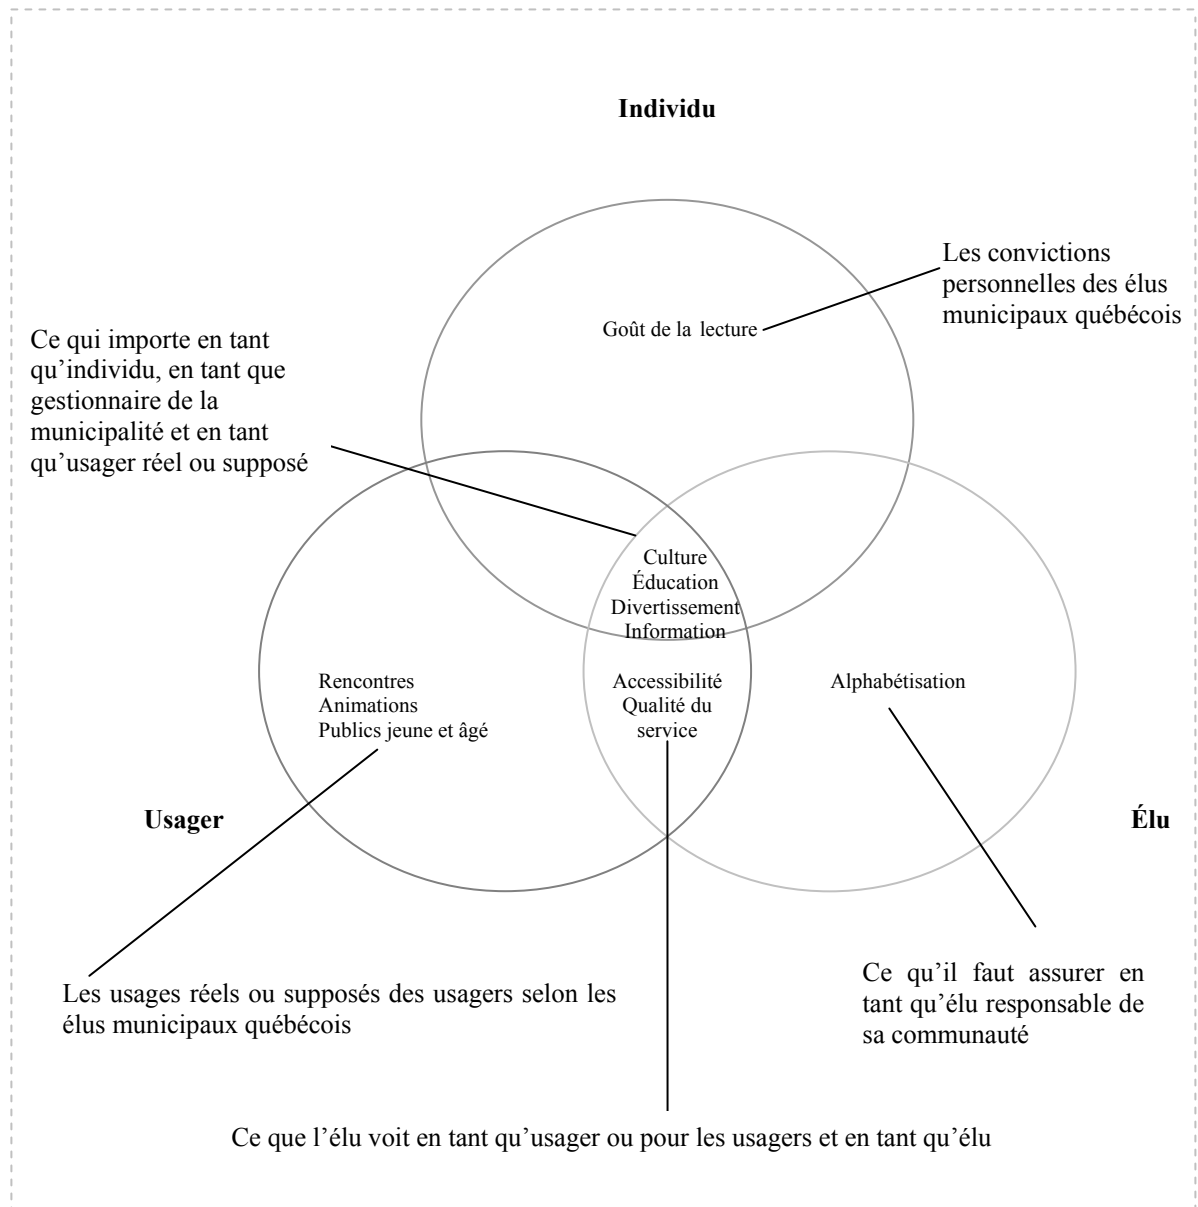 Individu
Les convictions
personnelles des élus
municipaux québécois
Goût de la lecture
Ce qui importe en tant
qu’individu, en tant que
gestionnaire de la
municipalité et en tant
qu’usager réel ou supposé
Culture
Éducation
Divertissement
Information
Rencontres
Animations
Publics jeune et âgé
Accessibilité
Qualité du
service
Alphabétisation
Usager
Élu
Les usages réels ou supposés des usagers selon les
élus municipaux québécois
Ce qu’il faut assurer en
tant qu’élu responsable de
sa communauté
Ce que l’élu voit en tant qu’usager ou pour les usagers et en tant qu’élu